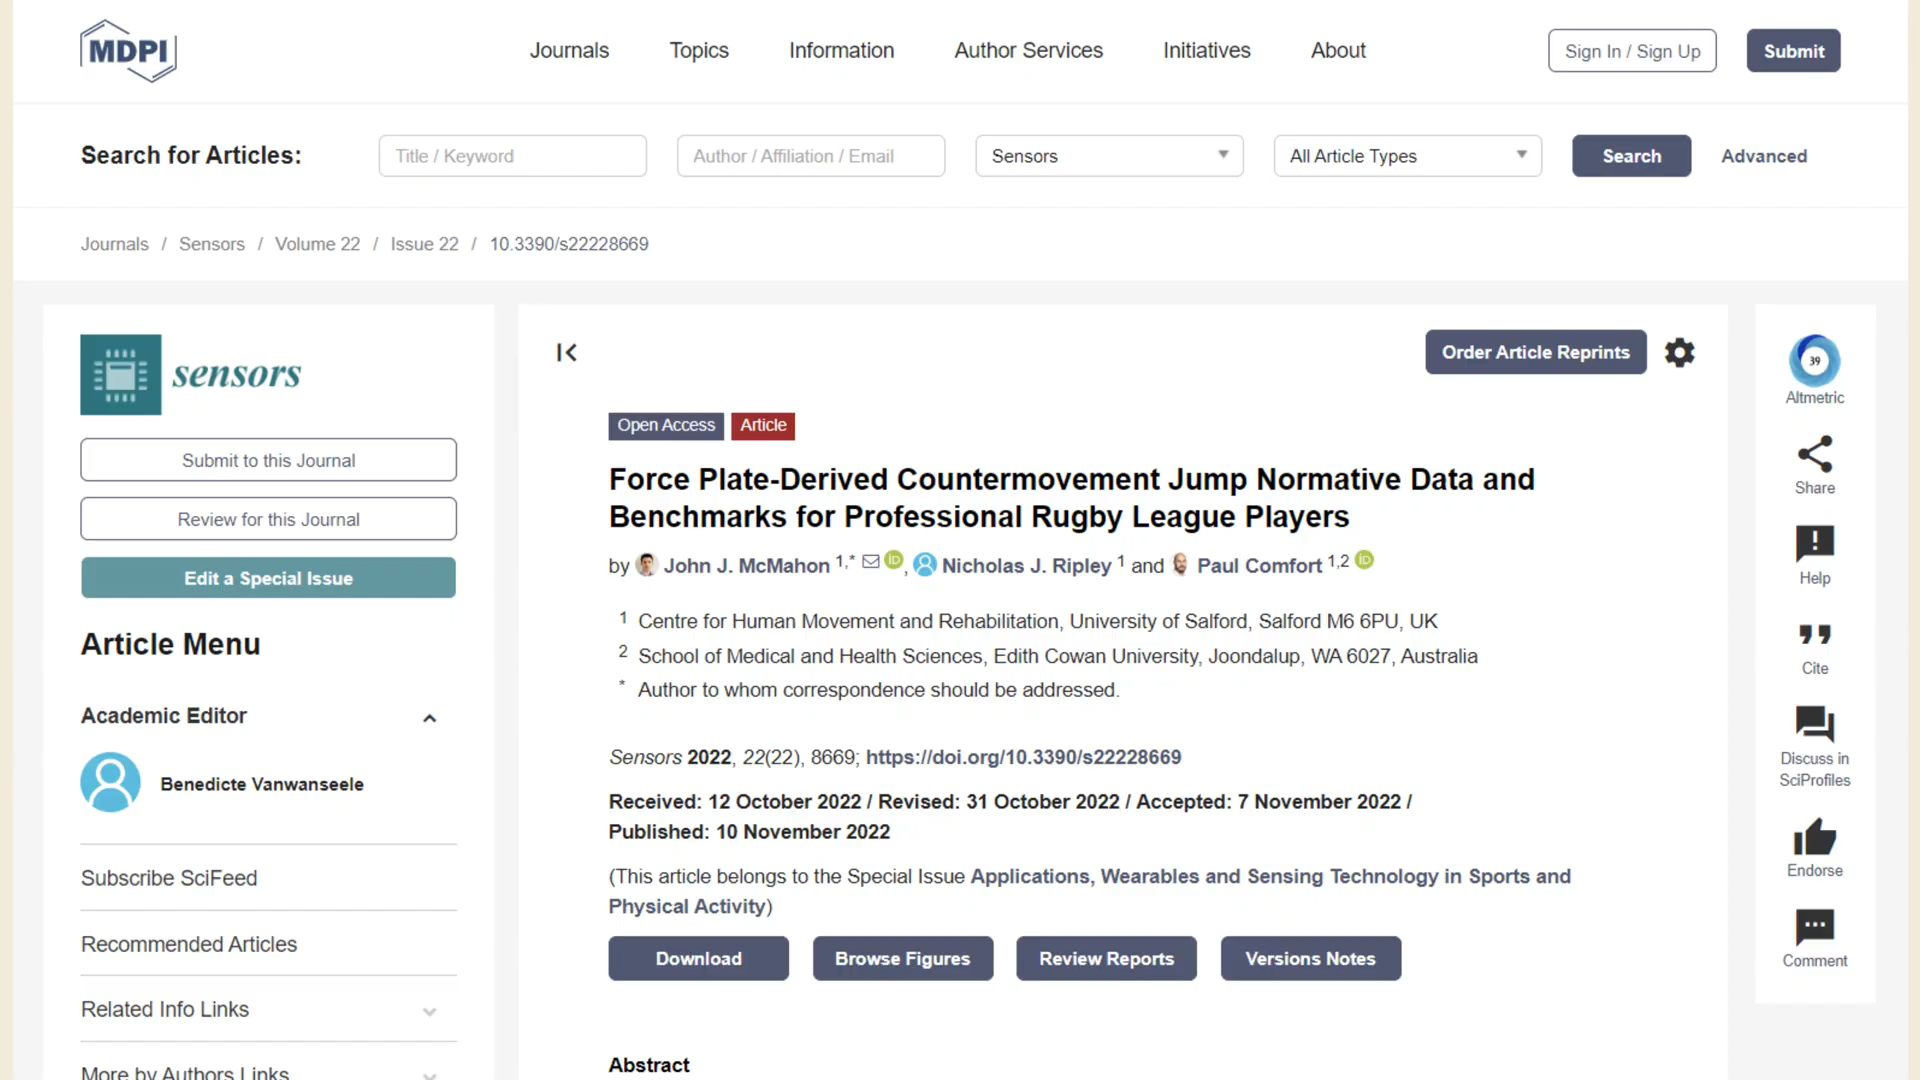 MDPI
Journals Topics Information Author Services Initiatives About Sign In / Sign Up Submit
Search for Articles: Title / Keyword Author / Affiliation / Email Sensors All Article Types Search Advanced
Journals / Sensors / Volume 22 / Issue 22 / 10.3390/s22228669
sensors
Submit to this Journal
Review for this Journal
Edit a Special Issue
Article Menu
Academic Editor
Benedicte Vanwanseele
Subscribe SciFeed
Recommended Articles
Related Info Links
More by Authors Links
Order Article Reprints
Open Access Article
Force Plate-Derived Countermovement Jump Normative Data and
Benchmarks for Professional Rugby League Players
by John J. McMahon 1,* iD, Nicholas J. Ripley 1 and Paul Comfort 1,2 iD
1 Centre for Human Movement and Rehabilitation, University of Salford, Salford M6 6PU, UK
2 School of Medical and Health Sciences, Edith Cowan University, Joondalup, WA 6027, Australia
* Author to whom correspondence should be addressed.
Sensors 2022, 22(22), 8669; https://doi.org/10.3390/s22228669
Received: 12 October 2022 / Revised: 31 October 2022 / Accepted: 7 November 2022 /
Published: 10 November 2022
(This article belongs to the Special Issue Applications, Wearables and Sensing Technology in Sports and
Physical Activity)
Download Browse Figures Review Reports Versions Notes
Abstract
39
Altmetric
Share
Help
Cite
Discuss in
SciProfiles
Endorse
Comment